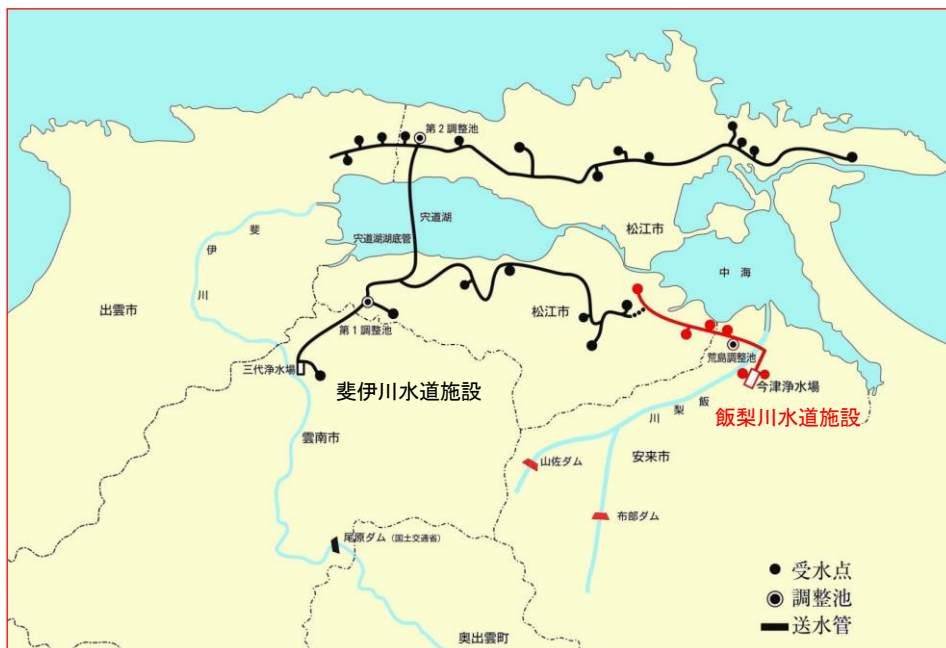 第2調整池
宍道湖
宍道湖湖底管
松江市
中海
斐
伊
川
出雲市
松江市
第1調整池
荒島調整池
三代浄水場
今津浄水場
斐伊川水道施設
飯梨川水道施設
飯
梨
川
雲南市
安来市
山佐ダム
布部ダム
尾原ダム(国土交通省)
奥出雲町
受水点
調整池
送水管